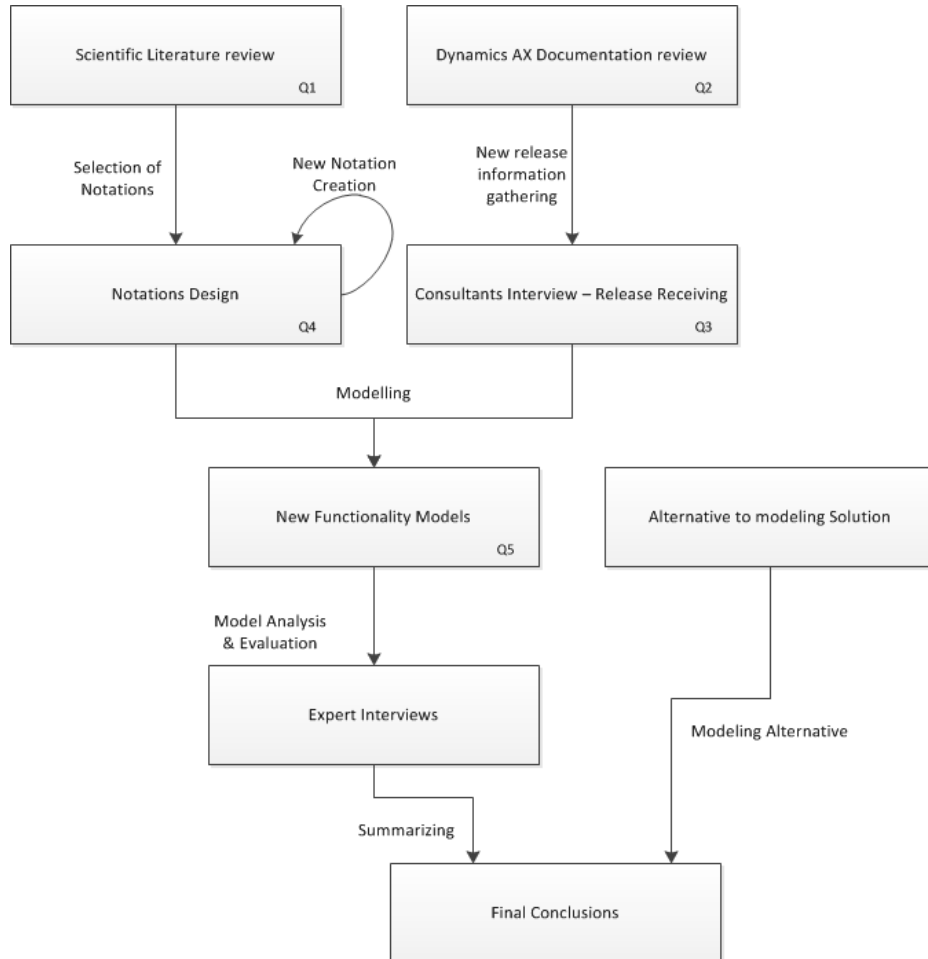 Scientific Literature review
Q1
Dynamics AX Documentation review
Q2
Selection of
Notations
New Notation
Creation
New release
information
gathering
Notations Design
Q4
Consultants Interview – Release Receiving
Q3
Modelling
New Functionality Models
Q5
Alternative to modeling Solution
Model Analysis
& Evaluation
Expert Interviews
Modeling Alternative
Summarizing
Final Conclusions